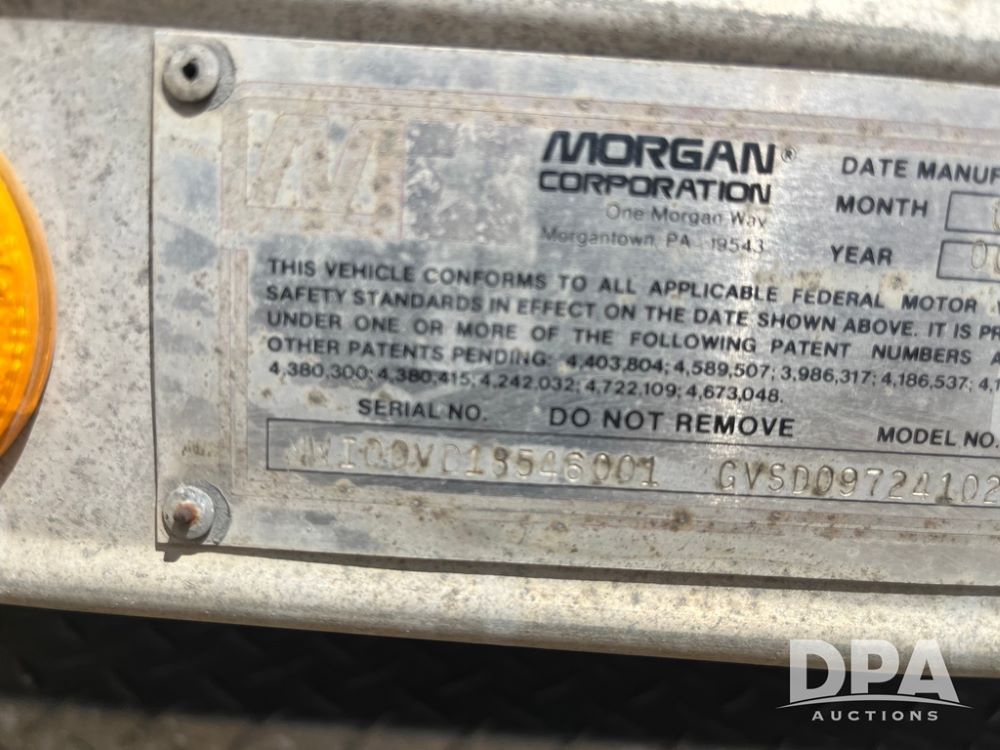 MORGAN®
CORPORATION
One Morgan Way
Morgantown, PA 19543
DATE MANUF
MONTH
YEAR 00
THIS VEHICLE CONFORMS TO ALL APPLICABLE FEDERAL MOTOR
SAFETY STANDARDS IN EFFECT ON THE DATE SHOWN ABOVE. IT IS PR
UNDER ONE OR MORE OF THE FOLLOWING PATENT NUMBERS A
OTHER PATENTS PENDING: 4,403,804; 4,589,507; 3,986,317; 4,186,537; 4,1
4,380,300; 4,380,415; 4,242,032; 4,722,109; 4,673,048.
SERIAL NO. DO NOT REMOVE MODEL NO.
GVSD09724102
DPA
AUCTIONS